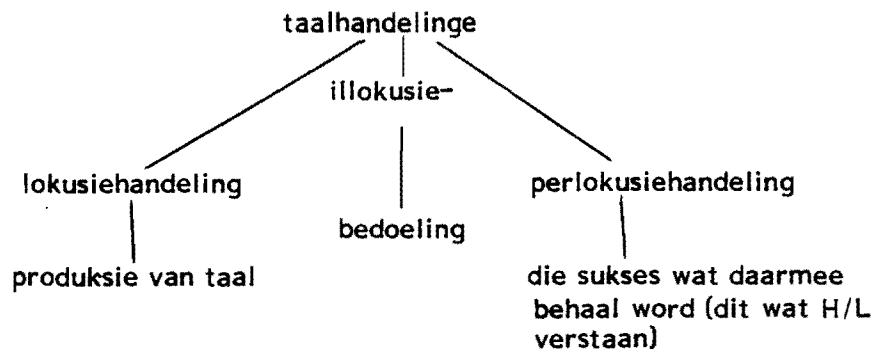 taalhandelinge
illokusie-
lokusiehandeling
perlokusiehandeling
bedoeling
produksie van taal
die sukses wat daarmee
behaal word (dit wat H/L
verstaan)